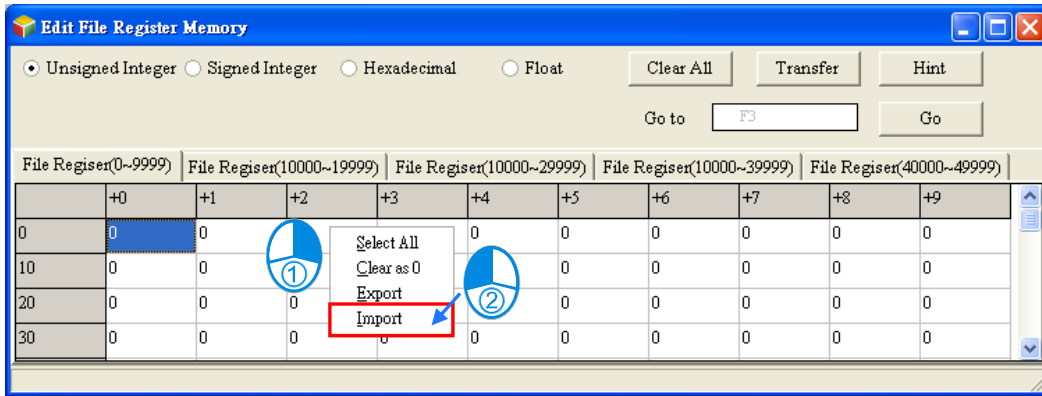 Edit File Register Memory
Unsigned Integer Signed Integer Hexadecimal Float Clear All Transfer Hint
Go to F3 Go
File Regiser(0~9999) File Regiser(10000~19999) File Regiser(10000~29999) File Regiser(10000~39999) File Regiser(40000~49999)
+0 +1 +2 +3 +4 +5 +6 +7 +8 +9
0 0 0 0 0 0 0 0 0
Select All
10 0 0 0 0 0 0 0
Clear as 0
1
2
20 0 0 0 0 0 0 0 0
Export
Import
30 0 0 0 0 0 0 0 0 0 0